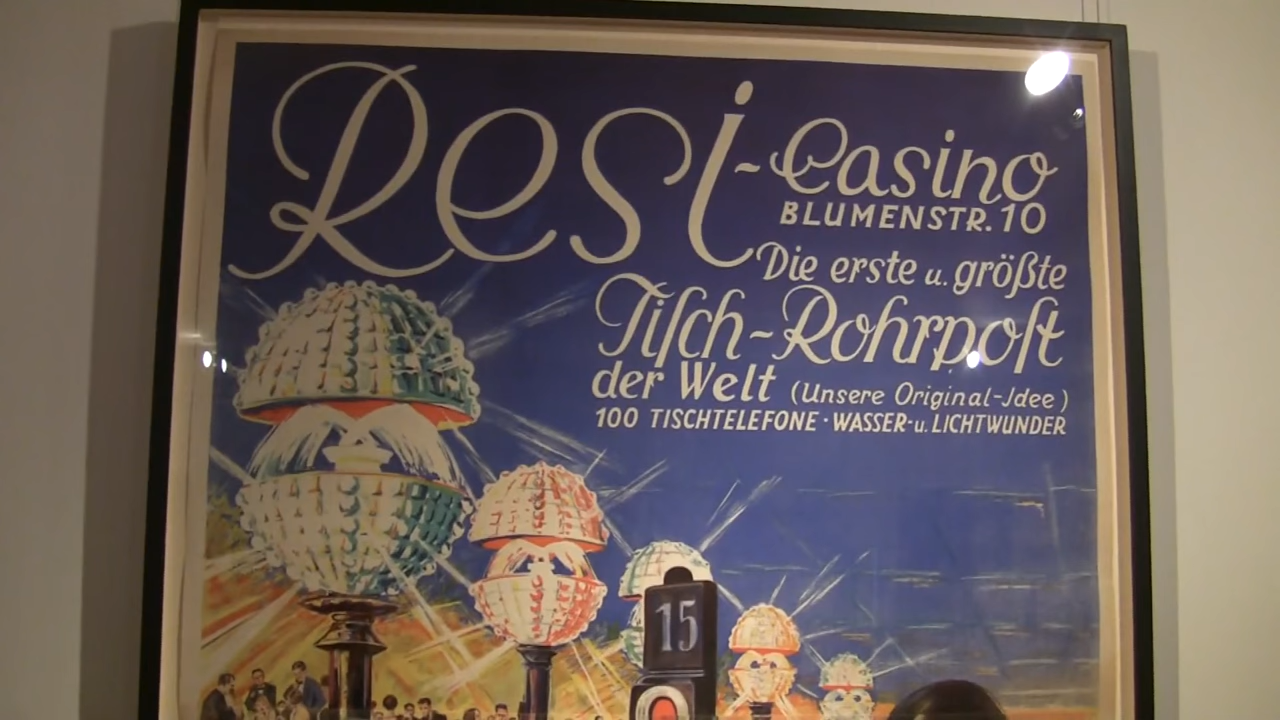 Resi-Casino
BLUMENSTR. 10
Die erste u. größte
Tiſch-Rohrpoſt
der Welt (Unsere Original-Idee)
100 TISCHTELEFONE · WASSER- u. LICHTWUNDER
15